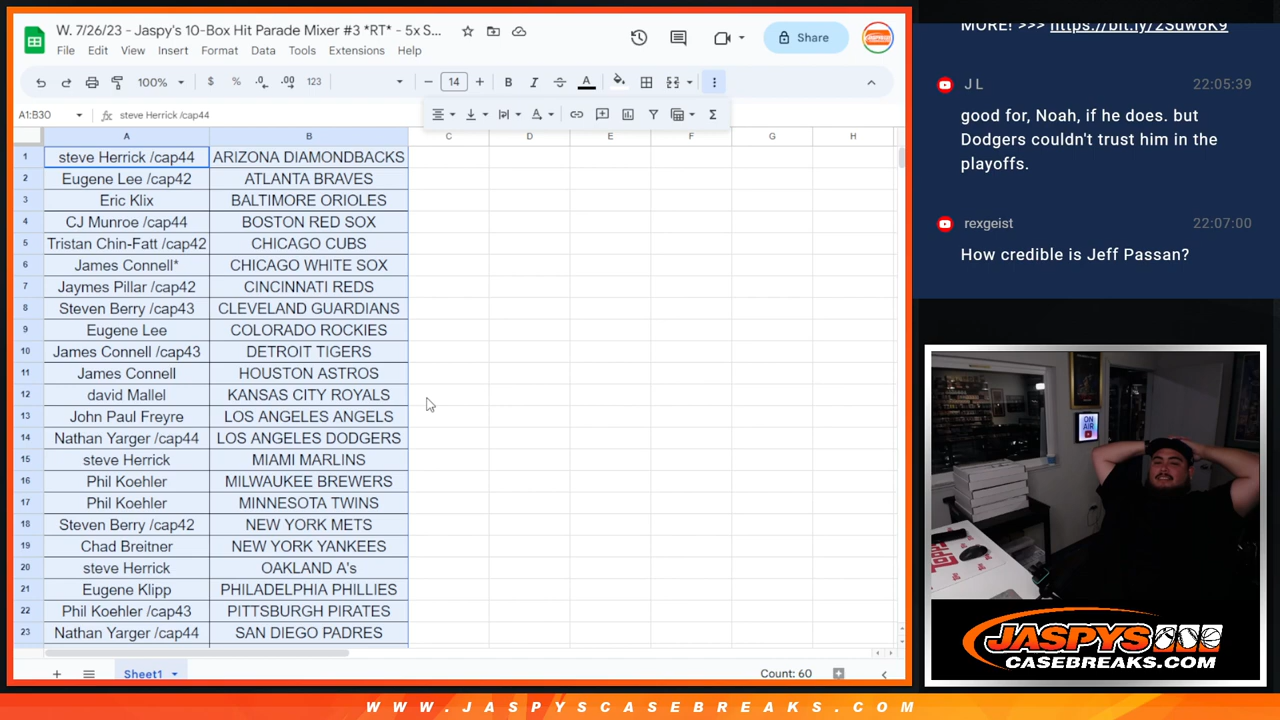 W. 7/26/23 - Jaspy's 10-Box Hit Parade Mixer #3 *RT* - 5x S...
File Edit View Insert Format Data Tools Extensions Help
Share
100% $ % .0 .00 123 14 B I A
A1:B30 fx steve Herrick /cap44
A B C D E F G H
1 steve Herrick /cap44 ARIZONA DIAMONDBACKS
2 Eugene Lee /cap42 ATLANTA BRAVES
3 Eric Klix BALTIMORE ORIOLES
4 CJ Munroe /cap44 BOSTON RED SOX
5 Tristan Chin-Fatt /cap42 CHICAGO CUBS
6 James Connell* CHICAGO WHITE SOX
7 Jaymes Pillar /cap42 CINCINNATI REDS
8 Steven Berry /cap43 CLEVELAND GUARDIANS
9 Eugene Lee COLORADO ROCKIES
10 James Connell /cap43 DETROIT TIGERS
11 James Connell HOUSTON ASTROS
12 david Mallel KANSAS CITY ROYALS
13 John Paul Freyre LOS ANGELES ANGELS
14 Nathan Yarger /cap44 LOS ANGELES DODGERS
15 steve Herrick MIAMI MARLINS
16 Phil Koehler MILWAUKEE BREWERS
17 Phil Koehler MINNESOTA TWINS
18 Steven Berry /cap42 NEW YORK METS
19 Chad Breitner NEW YORK YANKEES
20 steve Herrick OAKLAND A's
21 Eugene Klipp PHILADELPHIA PHILLIES
22 Phil Koehler /cap43 PITTSBURGH PIRATES
23 Nathan Yarger /cap44 SAN DIEGO PADRES
Sheet1
Count: 60
MORE! >>> https://bit.ly/2Sdw6K9
J L 22:05:39
good for, Noah, if he does. but
Dodgers couldn't trust him in the
playoffs.
rexgeist 22:07:00
How credible is Jeff Passan?
ON
AIR
JASPYS
CASEBREAKS.COM
WWW.JASPYSCASEBREAKS.COM